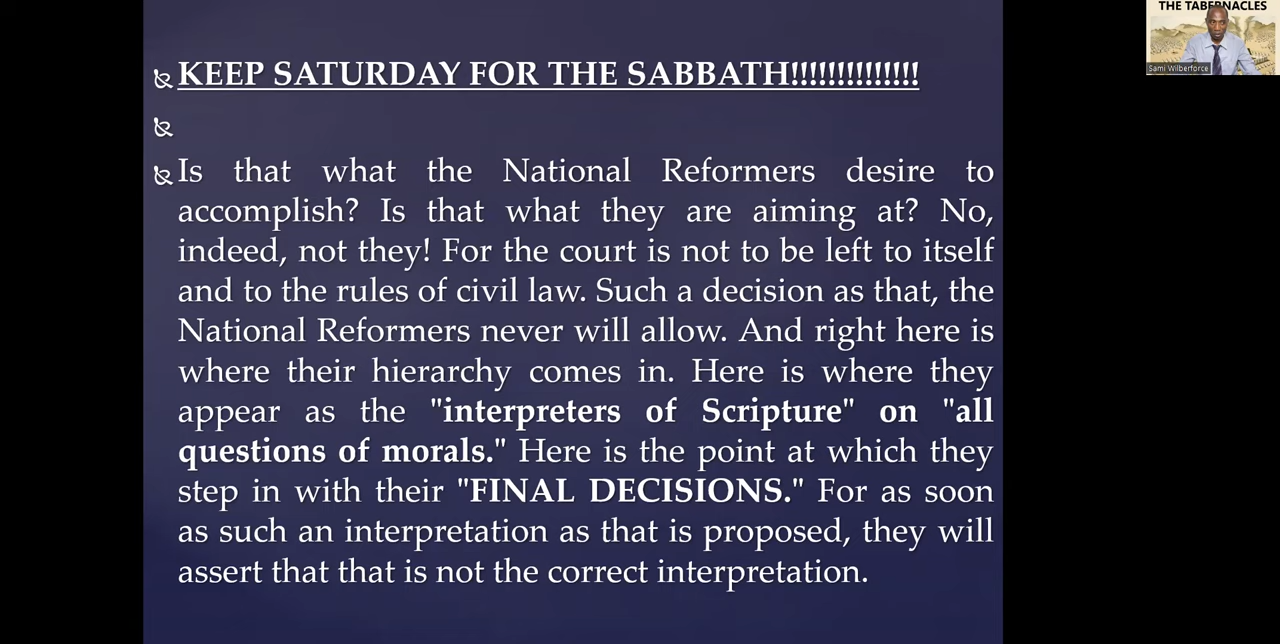 THE TABERNACLES
Sami Wilberforce
KEEP SATURDAY FOR THE SABBATH!!!!!!!!!!!!!!
Is that what the National Reformers desire to
accomplish? Is that what they are aiming at? No,
indeed, not they! For the court is not to be left to itself
and to the rules of civil law. Such a decision as that, the
National Reformers never will allow. And right here is
where their hierarchy comes in. Here is where they
appear as the "interpreters of Scripture" on "all
questions of morals." Here is the point at which they
step in with their "FINAL DECISIONS." For as soon
as such an interpretation as that is proposed, they will
assert that that is not the correct interpretation.